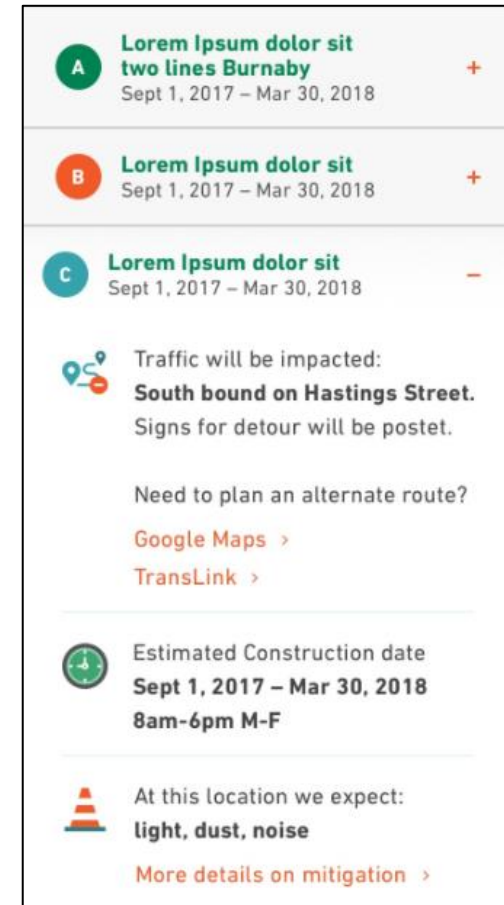 A
Lorem Ipsum dolor sit
two lines Burnaby
Sept 1, 2017 – Mar 30, 2018
+
B
Lorem Ipsum dolor sit
Sept 1, 2017 – Mar 30, 2018
+
C
Lorem Ipsum dolor sit
Sept 1, 2017 – Mar 30, 2018
–
Traffic will be impacted:
South bound on Hastings Street.
Signs for detour will be postet.
Need to plan an alternate route?
Google Maps >
TransLink >
Estimated Construction date
Sept 1, 2017 – Mar 30, 2018
8am-6pm M-F
At this location we expect:
light, dust, noise
More details on mitigation >